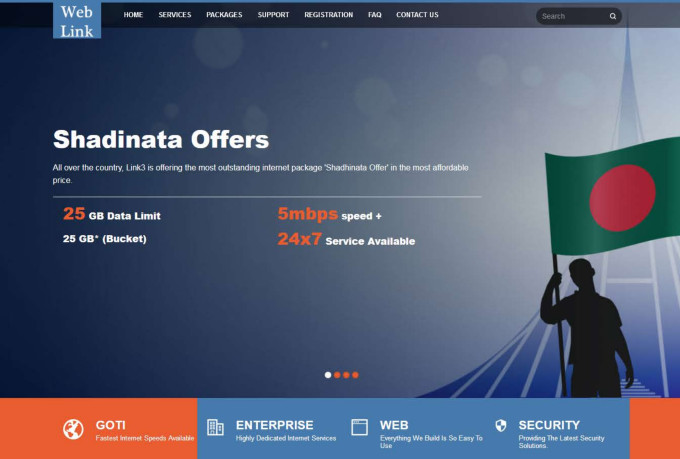 Web
Link
HOME SERVICES PACKAGES SUPPORT REGISTRATION FAQ CONTACT US
Search
Shadinata Offers
All over the country, Link3 is offering the most outstanding internet package 'Shadhinata Offer' in the most affordable
price.
25 GB Data Limit
5mbps speed +
25 GB* (Bucket)
24x7 Service Available
GOTI
Fastest Internet Speeds Available
ENTERPRISE
Highly Dedicated Internet Services
WEB
Everything We Build Is So Easy To
Use
SECURITY
Providing The Latest Security
Solutions.